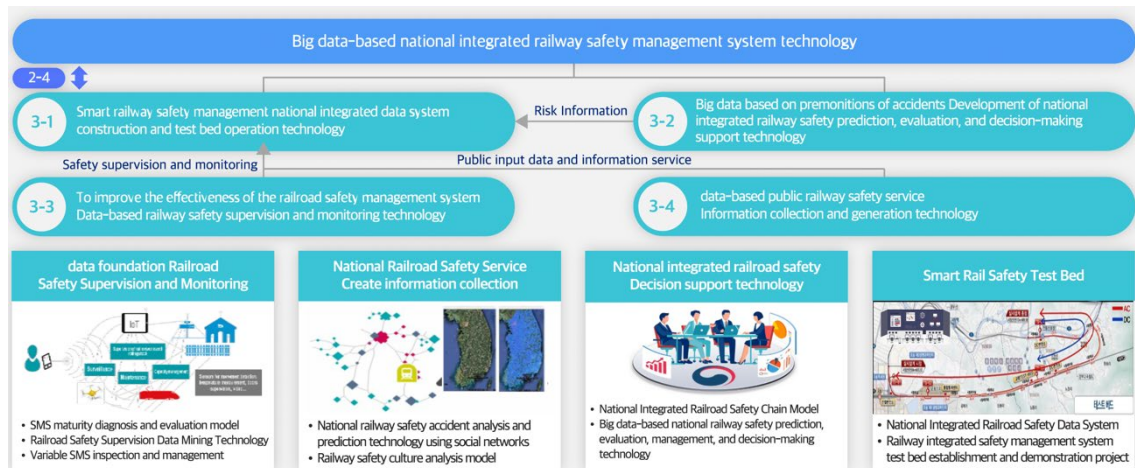 Big data-based national integrated railway safety management system technology
2-4
3-1
Smart railway safety management national integrated data system
construction and test bed operation technology
Risk Information
3-2
Big data based on premonitions of accidents Development of national
integrated railway safety prediction, evaluation, and decision-making
support technology
Safety supervision and monitoring
Public input data and information service
3-3
To improve the effectiveness of the railroad safety management system
Data-based railway safety supervision and monitoring technology
3-4
data-based public railway safety service
Information collection and generation technology
data foundation Railroad
Safety Supervision and Monitoring
IoT
Surveillance
Maintenance
• SMS maturity diagnosis and evaluation model
• Railroad Safety Supervision Data Mining Technology
• Variable SMS inspection and management
National Railroad Safety Service
Create information collection
• National railway safety accident analysis and
prediction technology using social networks
• Railway safety culture analysis model
National integrated railroad safety
Decision support technology
• National Integrated Railroad Safety Chain Model
• Big data-based national railway safety prediction,
evaluation, management, and decision-making
technology
Smart Rail Safety Test Bed
AC
DC
• National Integrated Railroad Safety Data System
• Railway integrated safety management system
test bed establishment and demonstration project